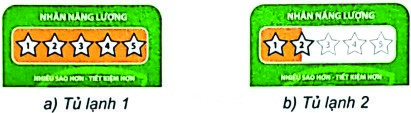 NHÃN NĂNG LƯỢNG
1 2 3 4 5
NHIỀU SAO HƠN - TIẾT KIỆM HƠN
a) Tủ lạnh 1
NHÃN NĂNG LƯỢNG
1 2 3 4 5
NHIỀU SAO HƠN - TIẾT KIỆM HƠN
b) Tủ lạnh 2